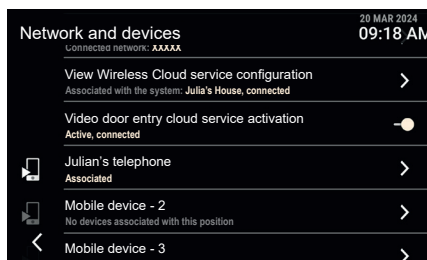 20 MAR 2024
Network and devices 09:18 AM
Connected network: XXXXX
View Wireless Cloud service configuration
Associated with the system: Julia's House, connected
Video door entry cloud service activation
Active, connected
Julian's telephone
Associated
Mobile device - 2
No devices associated with this position
Mobile device - 3